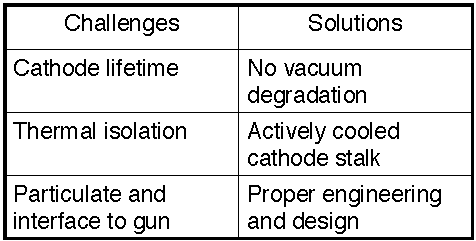 Challenges
Solutions
Cathode lifetime
No vacuum
degradation
Thermal isolation
Actively cooled
cathode stalk
Particulate and
interface to gun
Proper engineering
and design